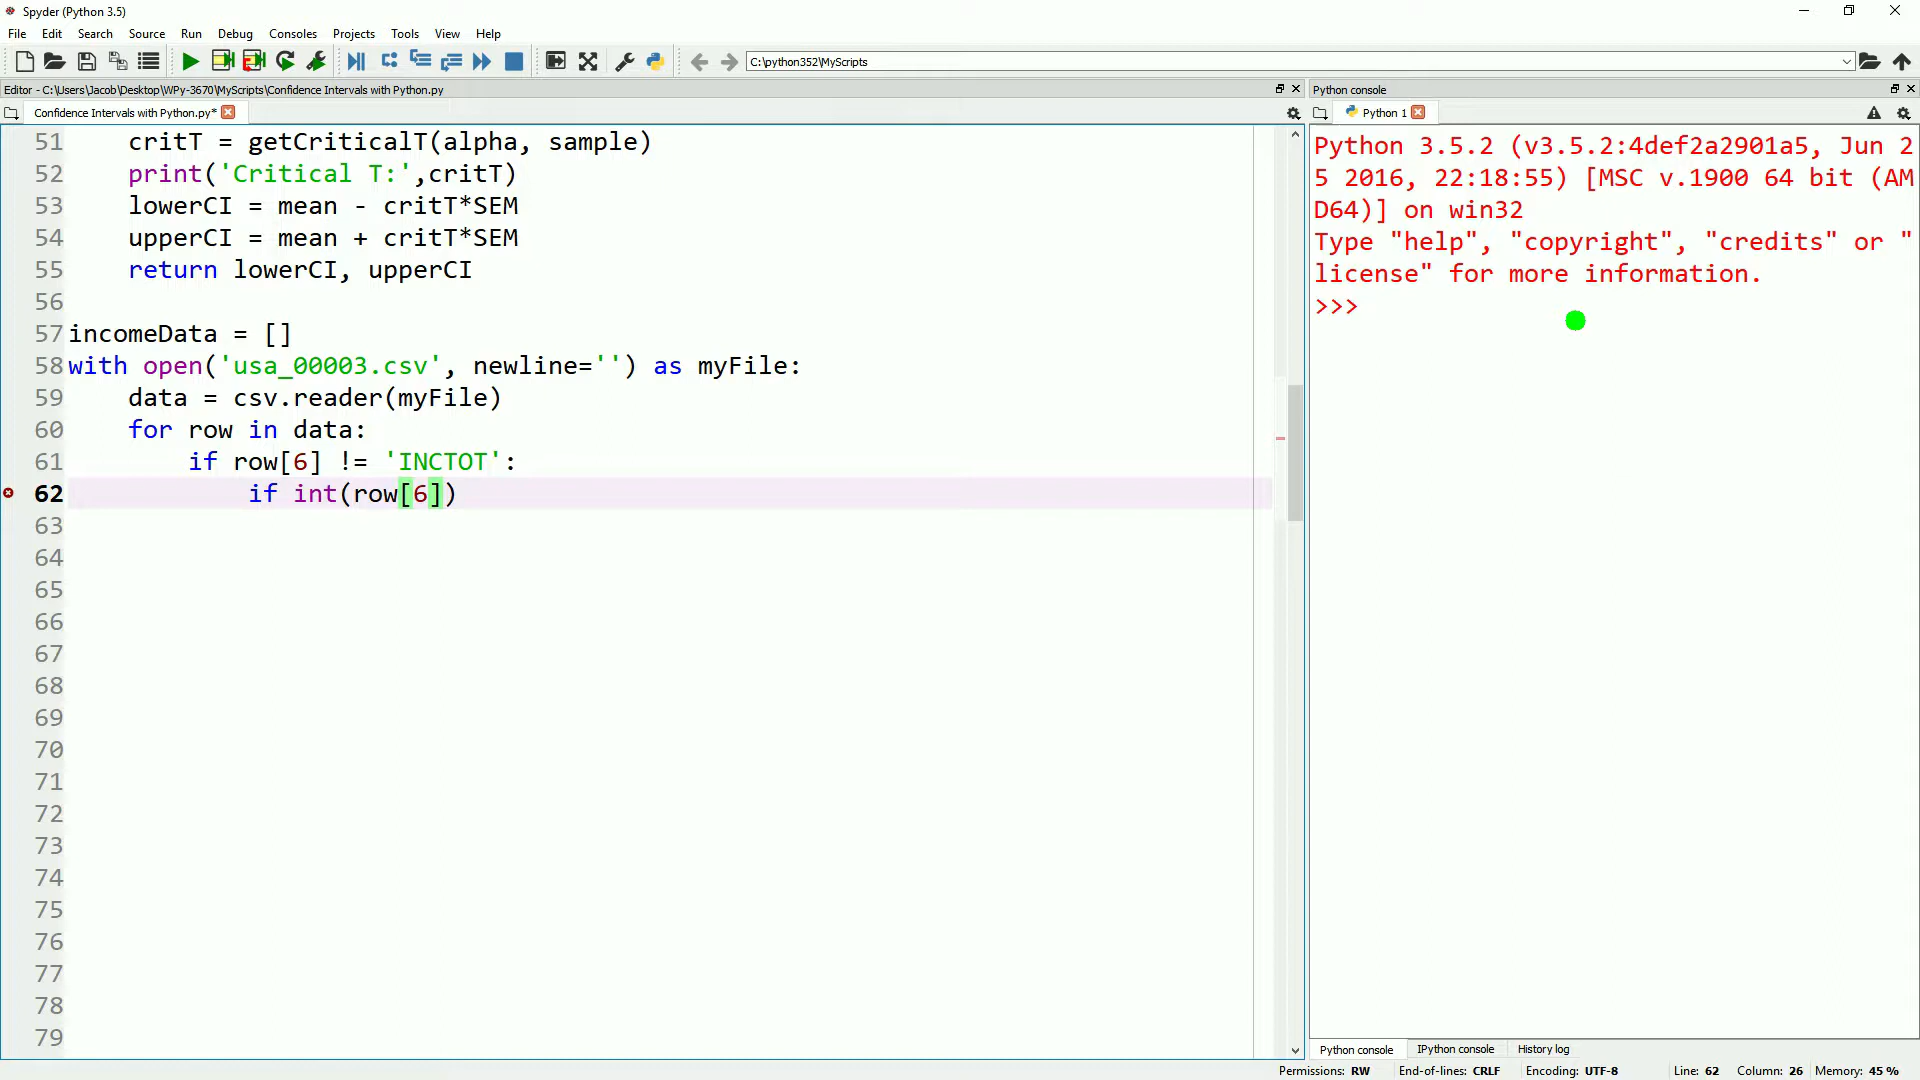 Spyder (Python 3.5)
File Edit Search Source Run Debug Consoles Projects Tools View Help
C:\python352\MyScripts
Editor - C:\Users\Jacob\Desktop\WPy-3670\MyScripts\Confidence Intervals with Python.py
Confidence Intervals with Python.py*
51 critT = getCriticalT(alpha, sample)
52 print('Critical T:',critT)
53 lowerCI = mean - critT*SEM
54 upperCI = mean + critT*SEM
55 return lowerCI, upperCI
56
57 incomeData = []
58 with open('usa_00003.csv', newline='') as myFile:
59 data = csv.reader(myFile)
60 for row in data:
61 if row[6] != 'INCTOT':
62 if int(row[6])
63
64
65
66
67
68
69
70
71
72
73
74
75
76
77
78
79
Python console
Python 1
Python 3.5.2 (v3.5.2:4def2a2901a5, Jun 2
5 2016, 22:18:55) [MSC v.1900 64 bit (AM
D64)] on win32
Type "help", "copyright", "credits" or "
license" for more information.
>>>
Python console IPython console History log
Permissions: RW End-of-lines: CRLF Encoding: UTF-8 Line: 62 Column: 26 Memory: 45 %